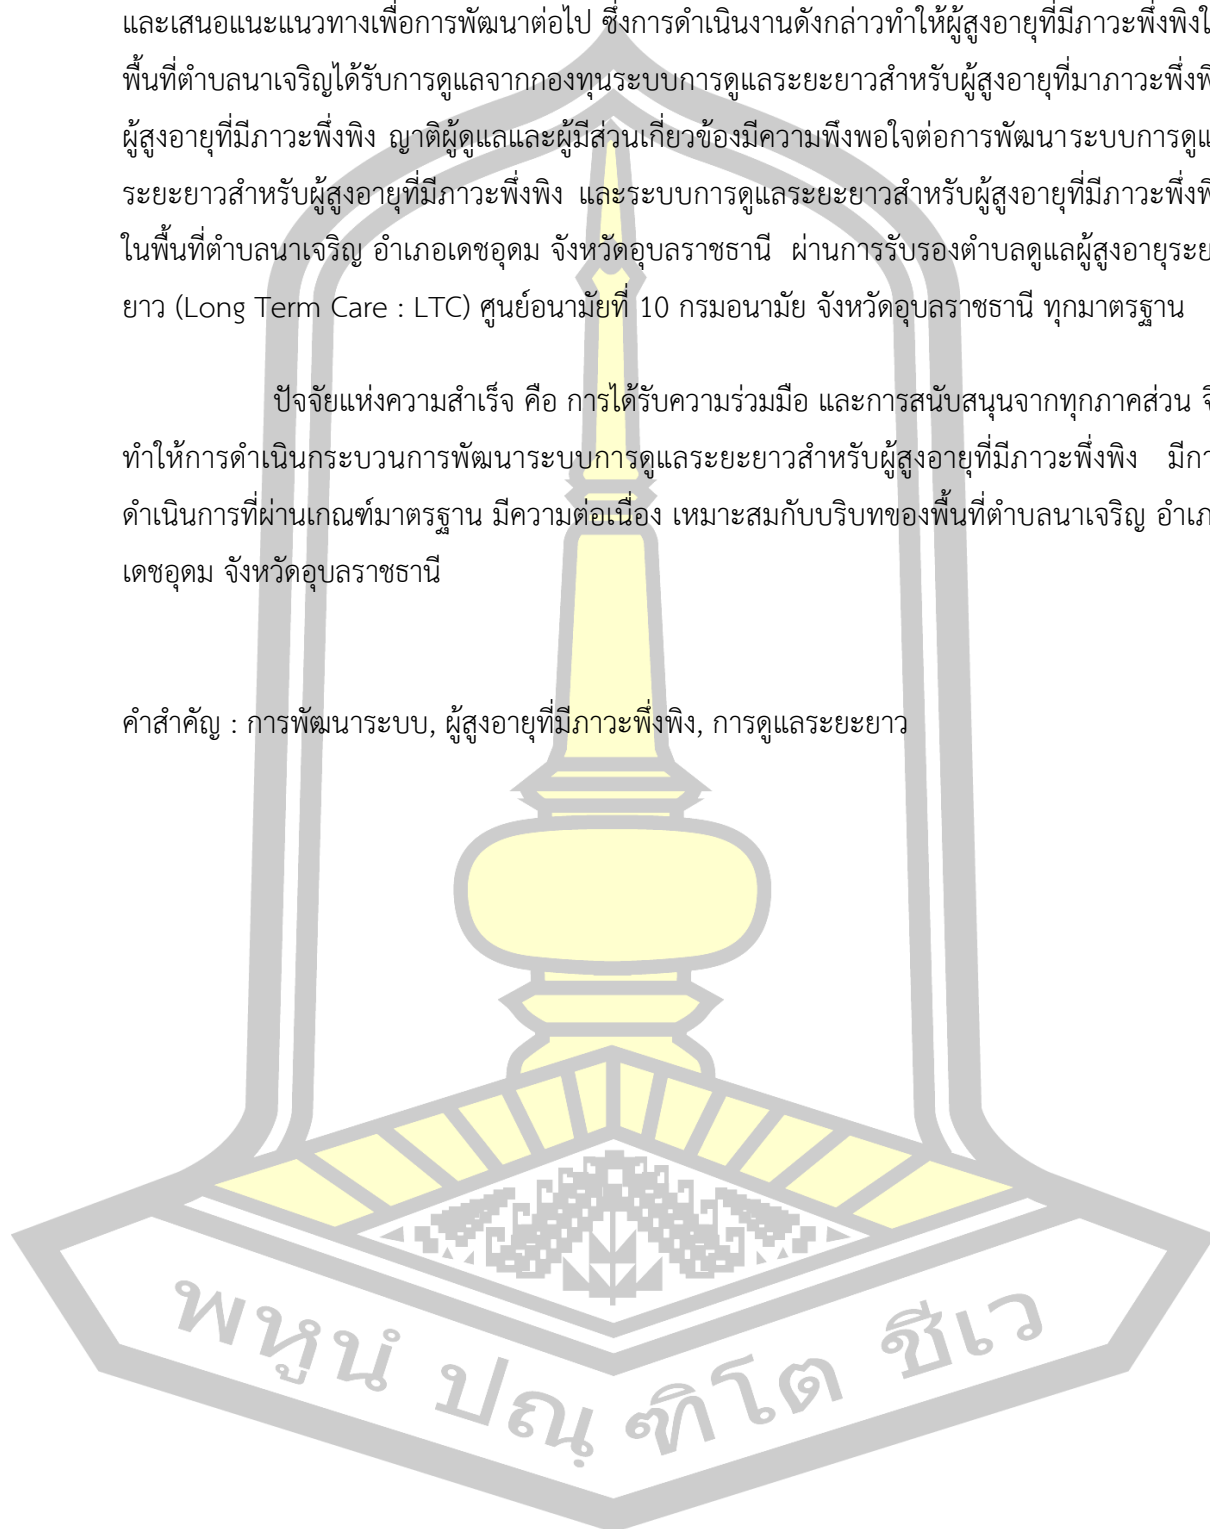 และเสนอแนะแนวทางเพื่อการพัฒนาต่อไป ซึ่งการดำเนินงานดังกล่าวทำให้ผู้สูงอายุที่มีภาวะพึ่งพิงใ
พื้นที่ตำบลนาเจริญได้รับการดูแลจากกองทุนระบบการดูแลระยะยาวสำหรับผู้สูงอายุที่มาภาวะพึ่งพิ
ผู้สูงอายุที่มีภาวะพึ่งพิง ญาติผู้ดูแลและผู้มีส่วนเกี่ยวข้องมีความพึงพอใจต่อการพัฒนาระบบการดูแ
ระยะยาวสำหรับผู้สูงอายุที่มีภาวะพึ่งพิง และระบบการดูแลระยะยาวสำหรับผู้สูงอายุที่มีภาวะพึ่งพิ
ในพื้นที่ตำบลนาเจริญ อำเภอเดชอุดม จังหวัดอุบลราชธานี ผ่านการรับรองตำบลดูแลผู้สูงอายุระย
ยาว (Long Term Care : LTC) ศูนย์อนามัยที่ 10 กรมอนามัย จังหวัดอุบลราชธานี ทุกมาตรฐาน
ปัจจัยแห่งความสำเร็จ คือ การได้รับความร่วมมือ และการสนับสนุนจากทุกภาคส่วน จึ
ทำให้การดำเนินกระบวนการพัฒนาระบบการดูแลระยะยาวสำหรับผู้สูงอายุที่มีภาวะพึ่งพิง มีกา
ดำเนินการที่ผ่านเกณฑ์มาตรฐาน มีความต่อเนื่อง เหมาะสมกับบริบทของพื้นที่ตำบลนาเจริญ อำเภ
เดชอุดม จังหวัดอุบลราชธานี
คำสำคัญ : การพัฒนาระบบ, ผู้สูงอายุที่มีภาวะพึ่งพิง, การดูแลระยะยาว
พหูนํ ปณฺฑิโต ชีเว